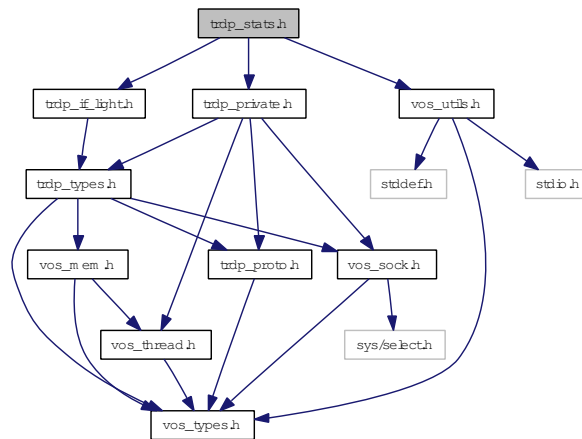 trdp_stats.h
trdp_if_light.h
trdp_private.h
vos_utils.h
trdp_types.h
stddef.h
stdio.h
vos_mem.h
trdp_proto.h
vos_sock.h
vos_thread.h
sys/select.h
vos_types.h